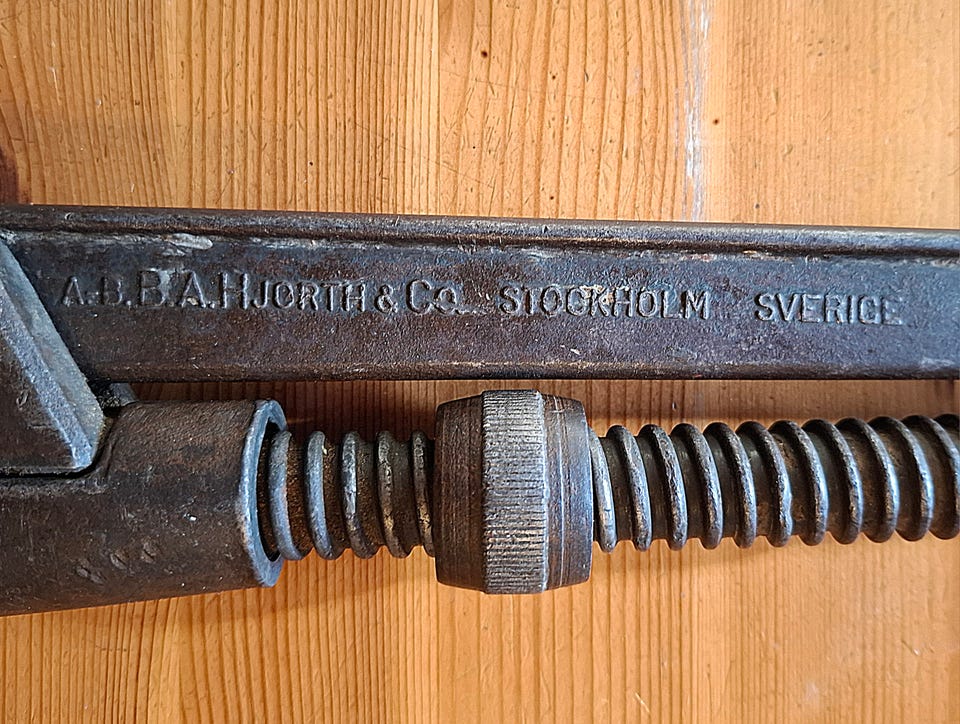 A.B. B.A. HJORTH & CO. STOCKHOLM SVERIGE